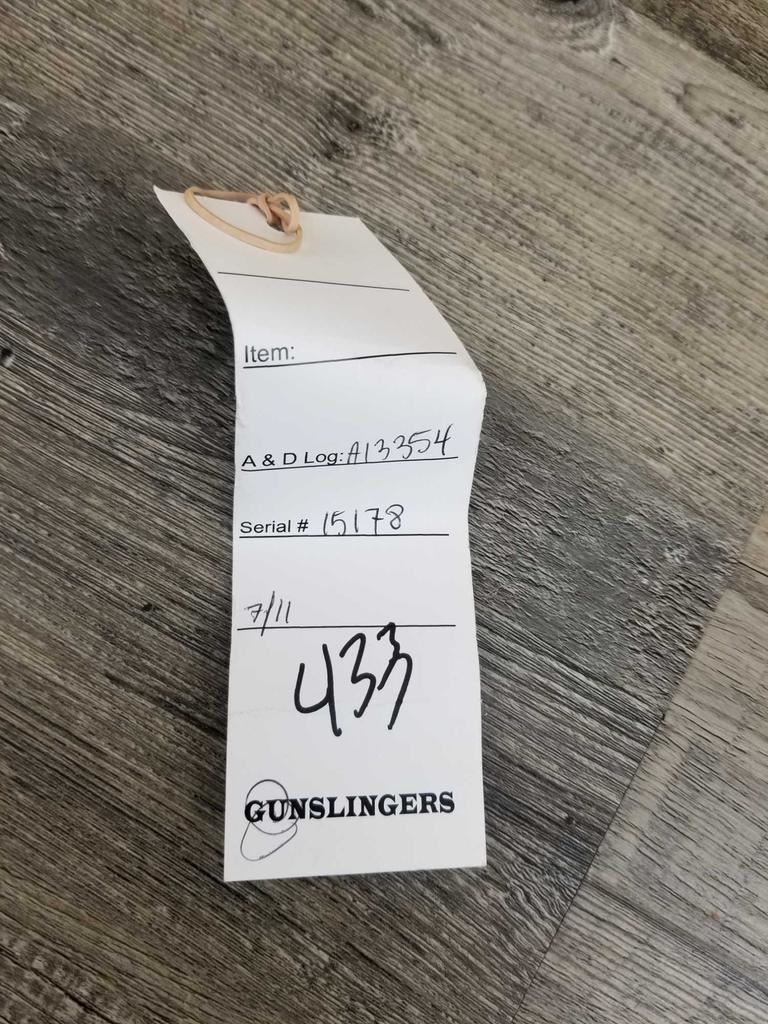 Item:
A & D Log: A13354
Serial # 15178
7/11
433
GUNSLINGERS